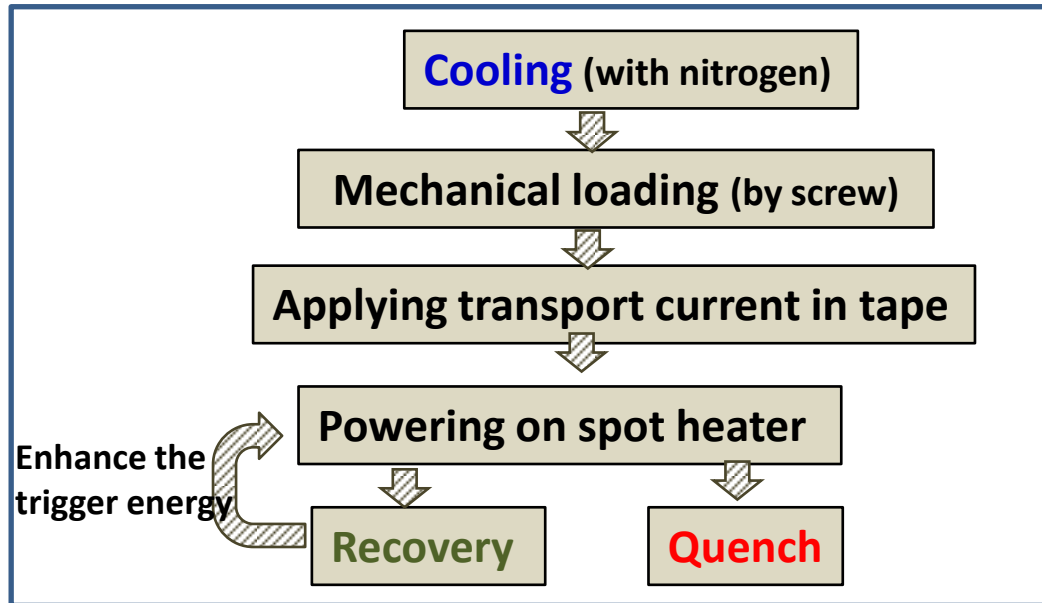 Cooling (with nitrogen)
Mechanical loading (by screw)
Applying transport current in tape
Powering on spot heater
Enhance the
trigger energy
Recovery
Quench